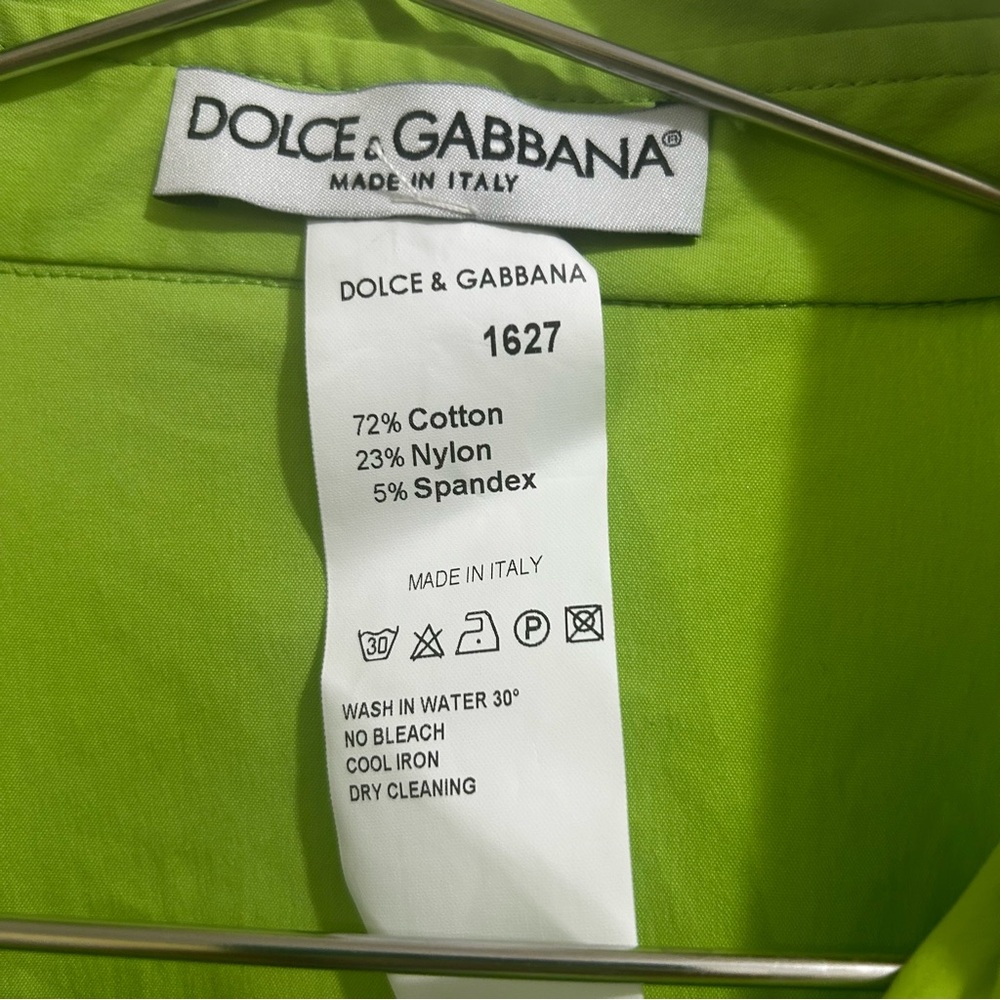 DOLCE & GABBANA®
MADE IN ITALY
DOLCE & GABBANA
1627
72% Cotton
23% Nylon
5% Spandex
MADE IN ITALY
30 P
WASH IN WATER 30°
NO BLEACH
COOL IRON
DRY CLEANING